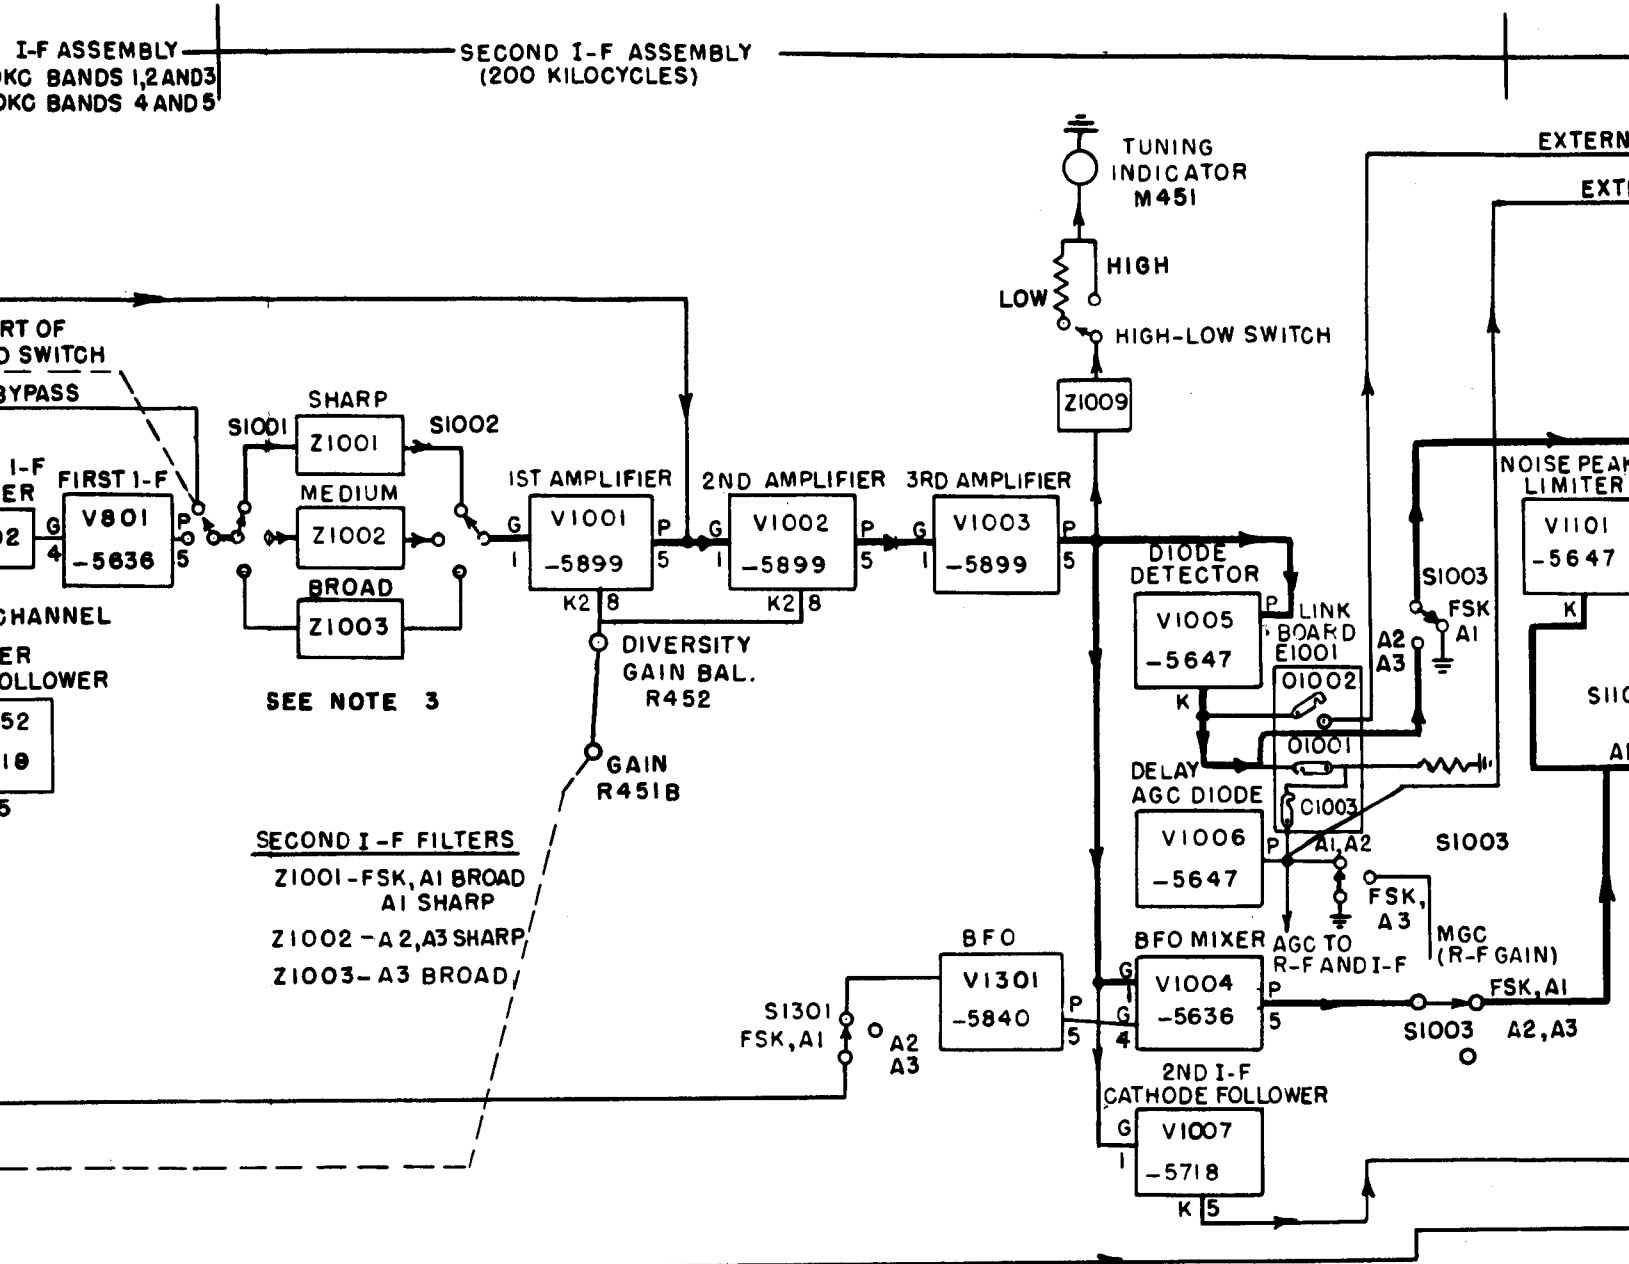 I-F ASSEMBLY
0KC BANDS 1,2 AND3
0KC BANDS 4 AND 5
SECOND I-F ASSEMBLY
(200 KILOCYCLES)
EXTERN
EXT
TUNING
INDICATOR
M451
HIGH
LOW
HIGH-LOW SWITCH
Z1009
RT OF
O SWITCH
BYPASS
SHARP
S1001
Z1001
S1002
MEDIUM
Z1002
BROAD
Z1003
I-F
ER
02
FIRST I-F
G
4
V801
-5636
P
5
1ST AMPLIFIER
G
1
V1001
-5899
P
5
K2 8
2ND AMPLIFIER
G
1
V1002
-5899
P
5
K2 8
3RD AMPLIFIER
G
1
V1003
-5899
P
5
DIODE
DETECTOR
V1005
-5647
P
K
LINK
BOARD
E1001
O1002
O1001
C1003
NOISE PEAK
LIMITER
V1101
-5647
K
S1003
FSK
A1
A2
A3
S110
A1
CHANNEL
ER
OLLOWER
52
18
5
SEE NOTE 3
DIVERSITY
GAIN BAL.
R452
GAIN
R451B
DELAY
AGC DIODE
V1006
-5647
P
A1, A2
S1003
FSK,
A3
MGC
(R-F GAIN)
AGC TO
R-F AND I-F
SECOND I-F FILTERS
Z1001-FSK, A1 BROAD
A1 SHARP
Z1002-A2,A3 SHARP
Z1003-A3 BROAD
BFO
V1301
-5840
P
5
S1301
FSK, A1
A2
A3
BFO MIXER
G
1
G
4
V1004
-5636
P
5
FSK, A1
S1003
A2, A3
2ND I-F
CATHODE FOLLOWER
G
1
V1007
-5718
K 5